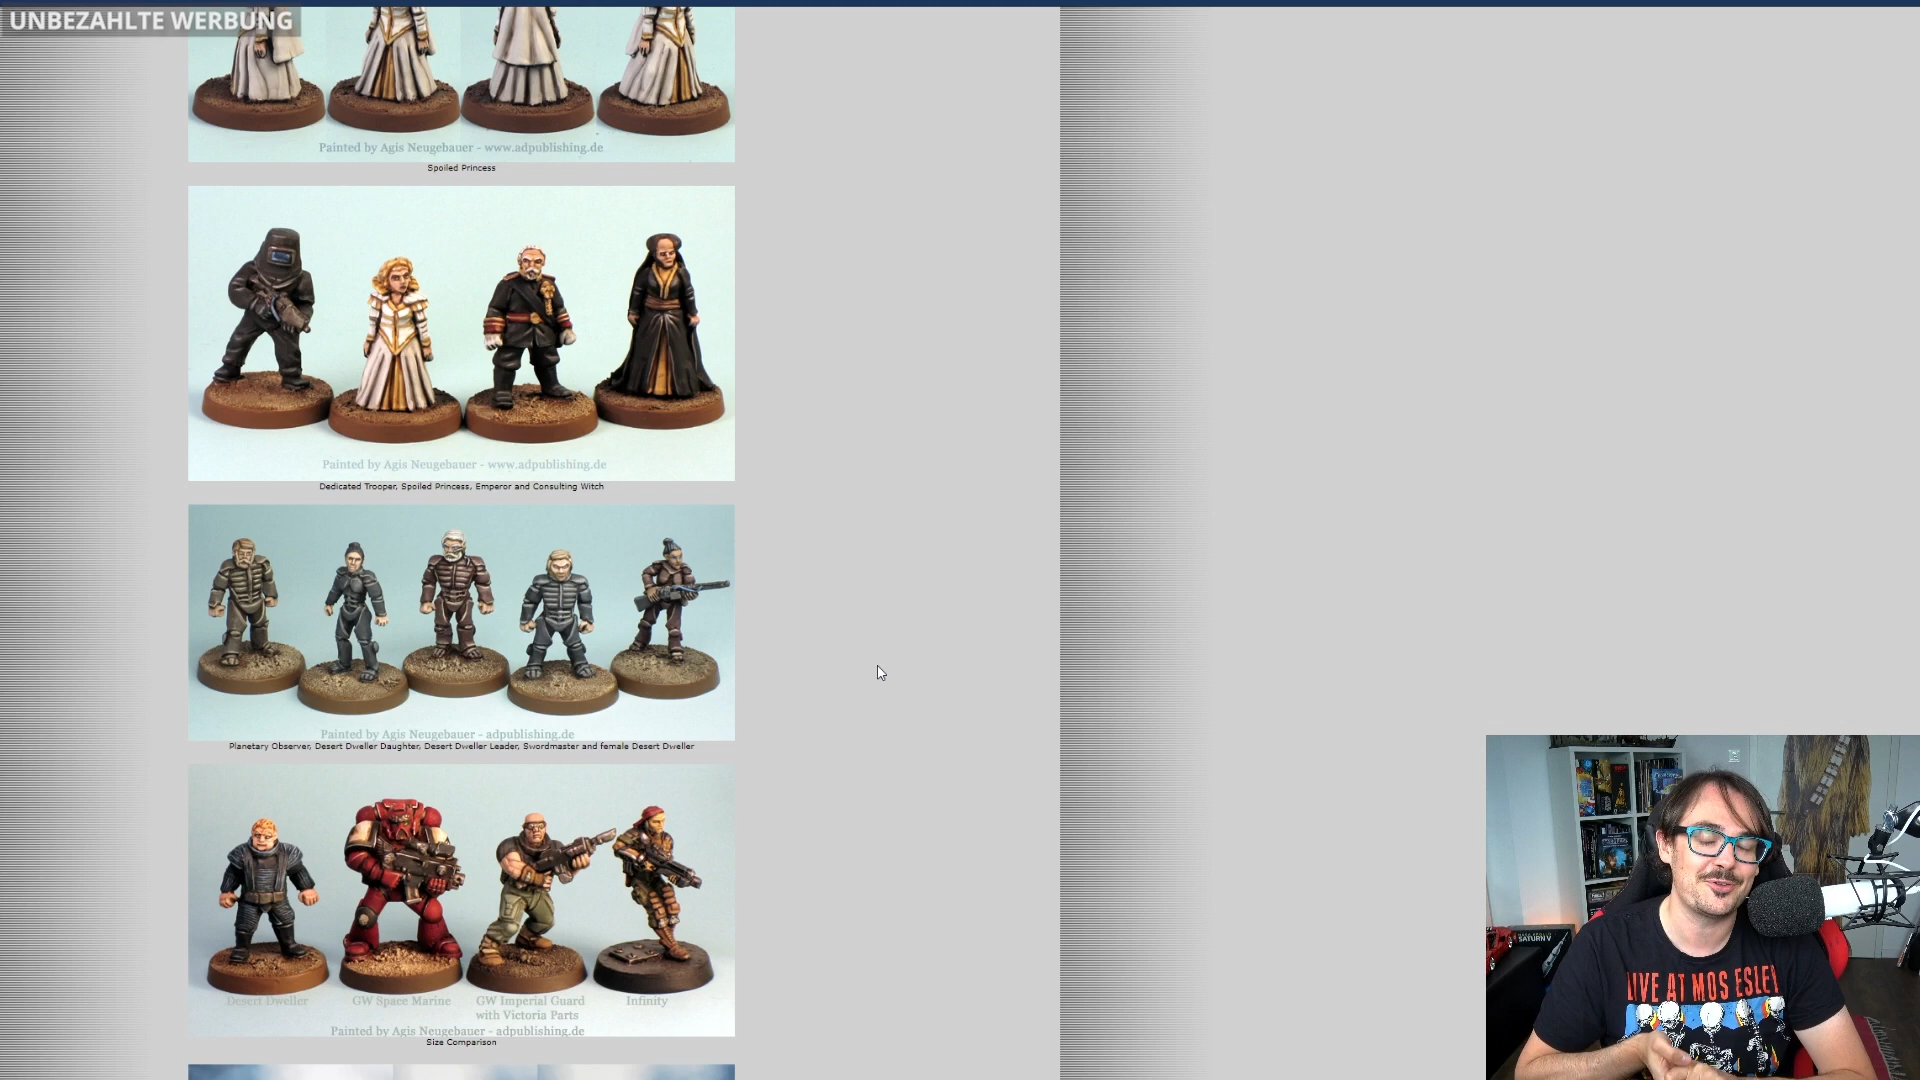 UNBEZAHLTE WERBUNG
Painted by Agis Neugebauer - www.adpublishing.de
Spoiled Princess
Painted by Agis Neugebauer - www.adpublishing.de
Dedicated Trooper, Spoiled Princess, Emperor and Consulting Witch
Painted by Agis Neugebauer - adpublishing.de
Planetary Observer, Desert Dweller Daughter, Desert Dweller Leader, Swordmaster and female Desert Dweller
Desert Dweller
GW Space Marine
GW Imperial Guard
with Victoria Parts
Infinity
Painted by Agis Neugebauer - adpublishing.de
Size Comparison
SATURN V
LIVE AT MOS EISLEY